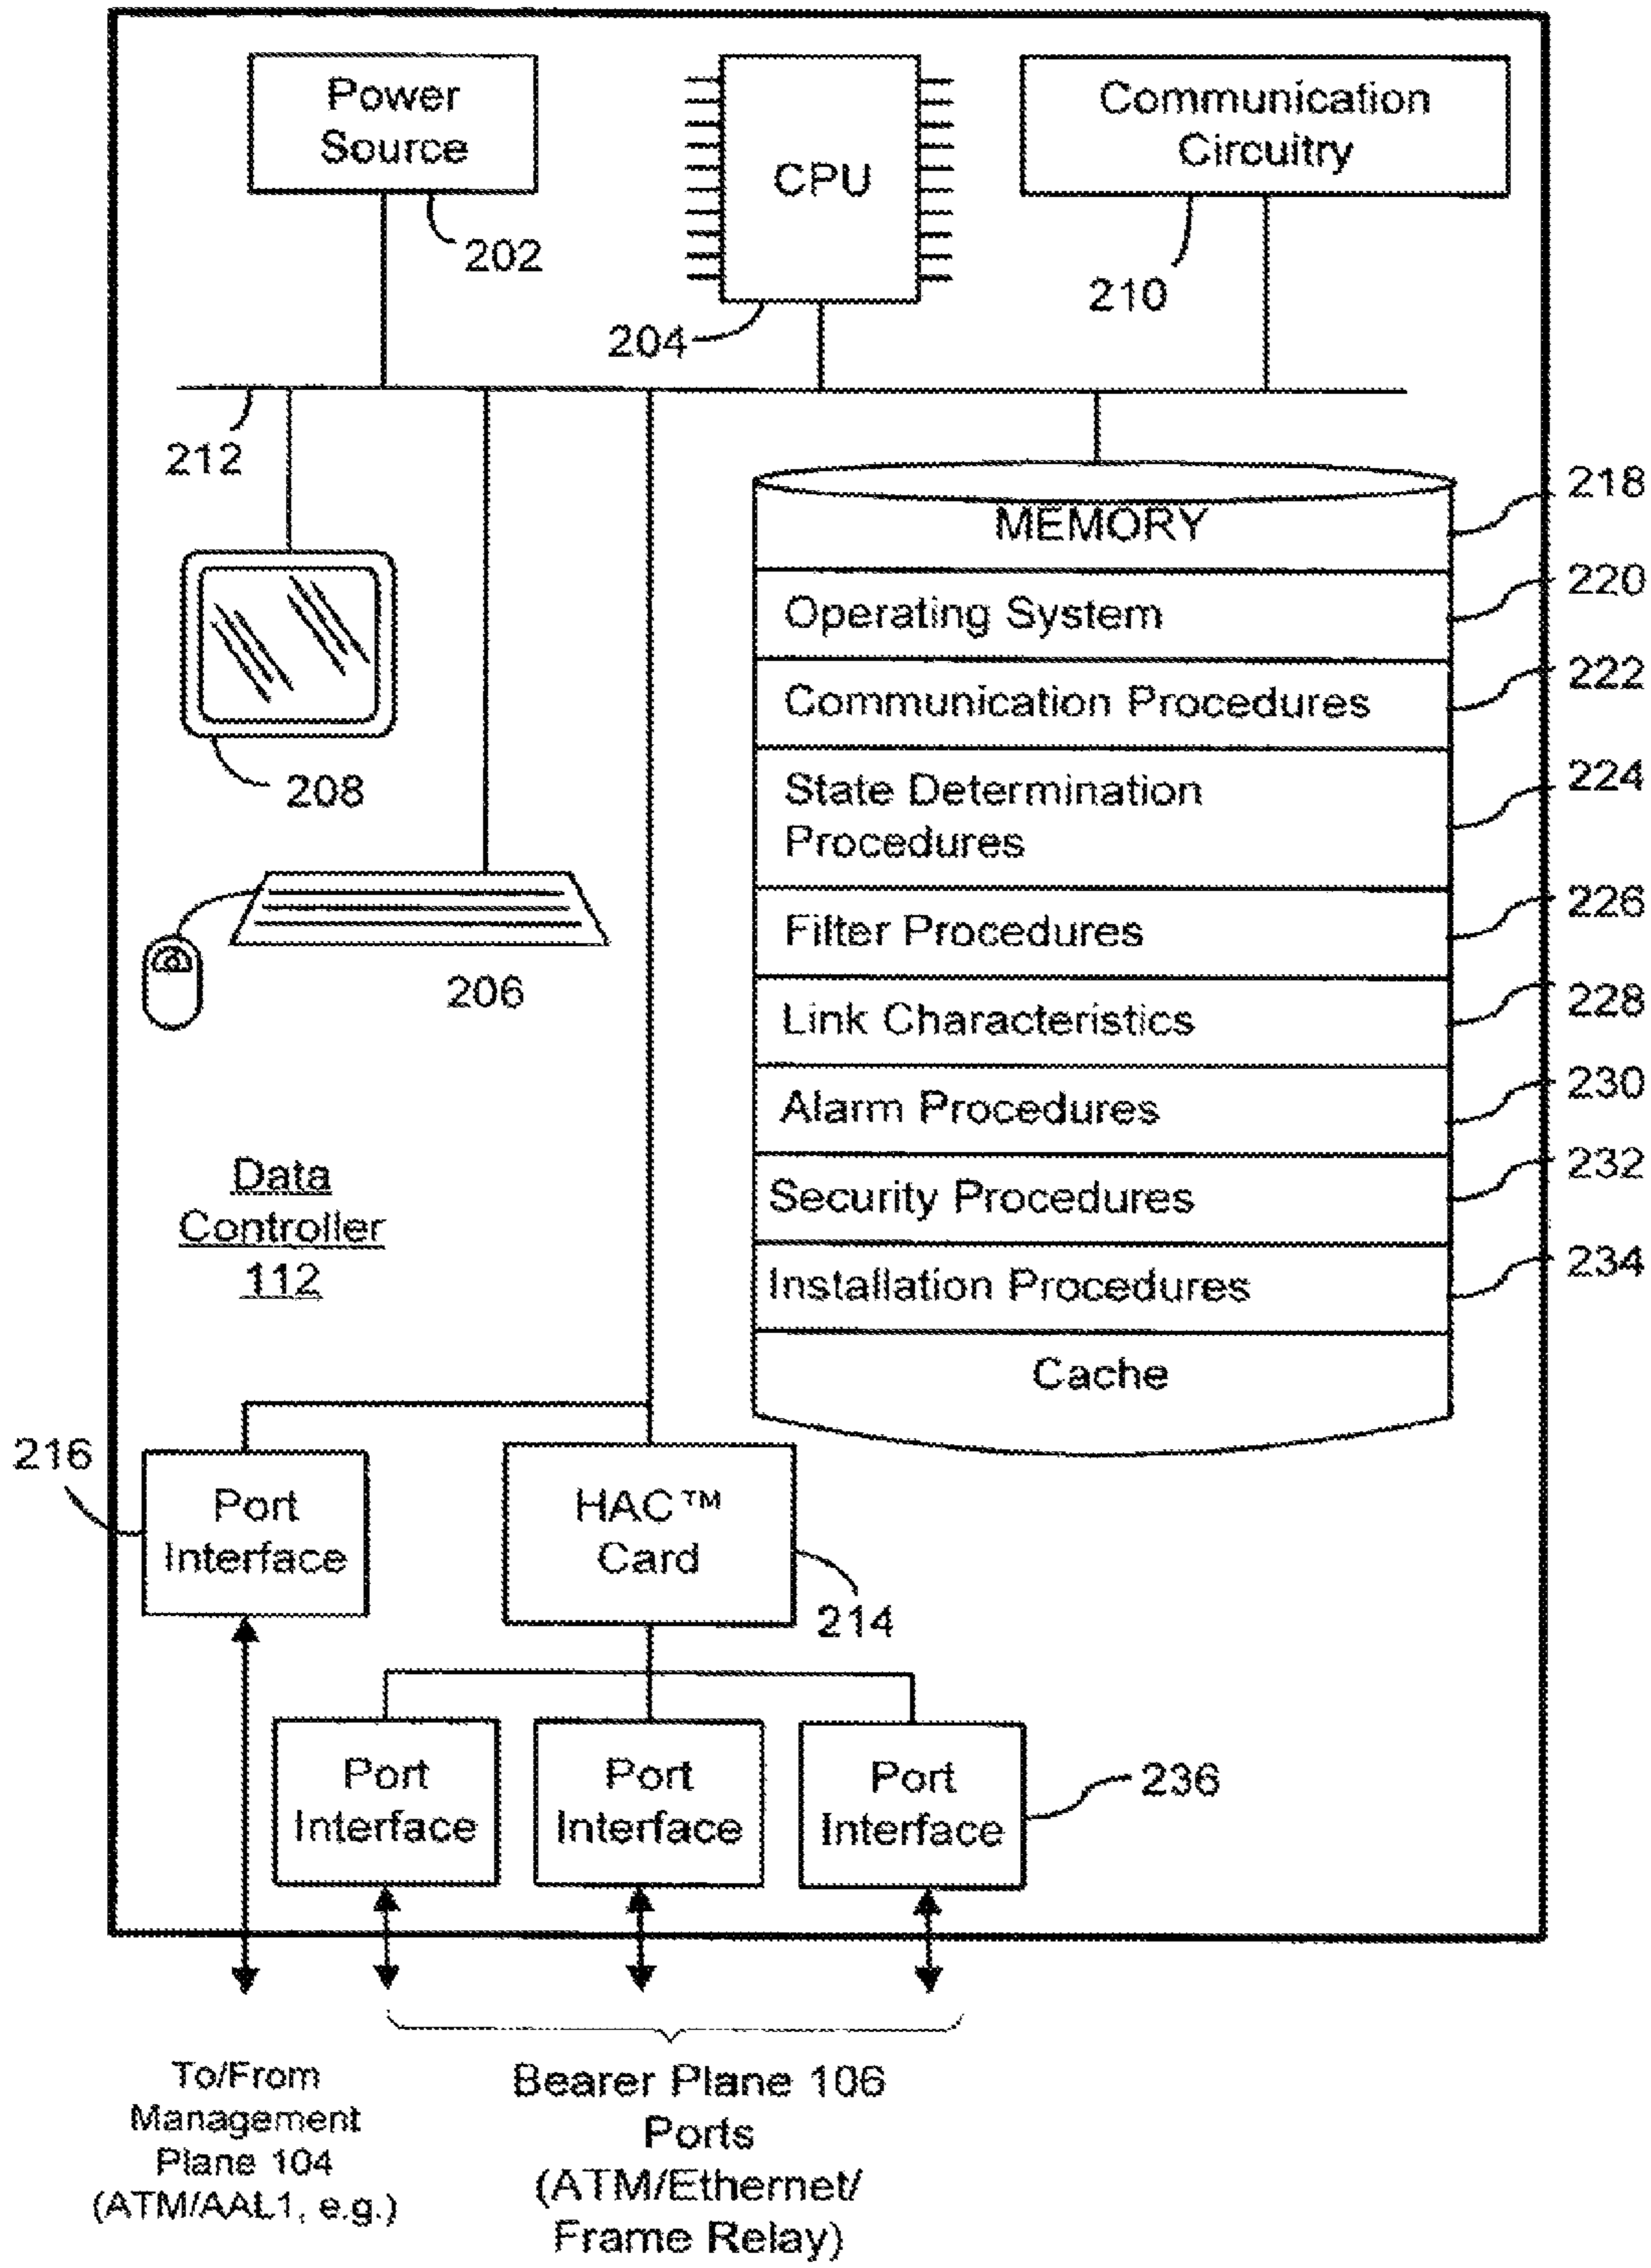 Power
Source
202
CPU
204
Communication
Circuitry
210
212
208
206
MEMORY
218
Operating System
220
Communication Procedures
222
State Determination
Procedures
224
Filter Procedures
226
Link Characteristics
228
Alarm Procedures
230
Security Procedures
232
Installation Procedures
234
Cache
Data
Controller
112
216
Port
Interface
HAC™
Card
214
Port
Interface
Port
Interface
Port
Interface
236
To/From
Management
Plane 104
(ATM/AAL1, e.g.)
Bearer Plane 106
Ports
(ATM/Ethernet/
Frame Relay)